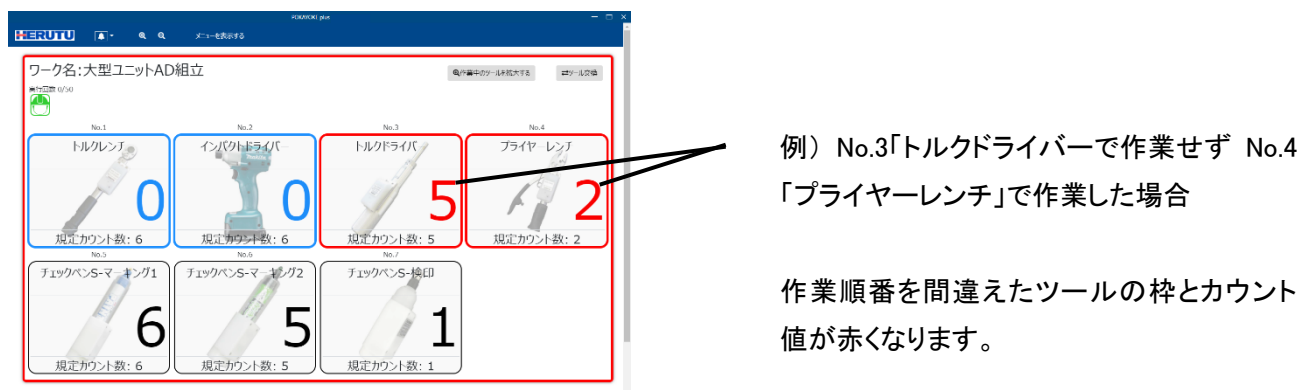 POKAYOKE plus
HERUTU
メニューを表示する
ワーク名:大型ユニットAD組立
作業中のツールを拡大する
ツール交換
実行回数 0/50
No.1
No.2
No.3
No.4
トルクレンチ
インパクトドライバー
トルクドライバー
プライヤーレンチ
0
0
5
2
規定カウント数: 6
規定カウント数: 6
規定カウント数: 5
規定カウント数: 2
No.5
No.6
No.7
チェックペンS-マーキング1
チェックペンS-マーキング2
チェックペンS-検印
6
5
1
規定カウント数: 6
規定カウント数: 5
規定カウント数: 1
例) No.3「トルクドライバーで作業せず No.4
「プライヤーレンチ」で作業した場合
作業順番を間違えたツールの枠とカウント
値が赤くなります。